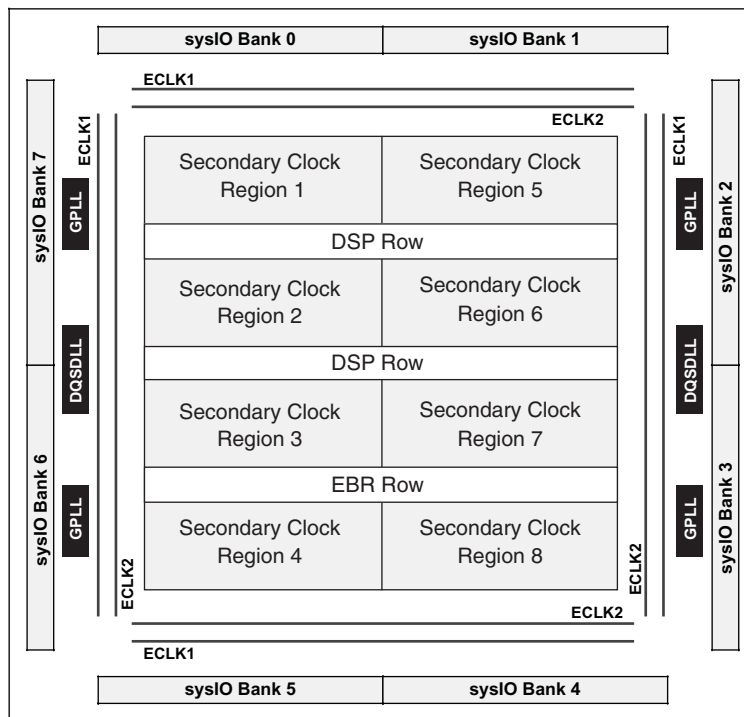 sysIO Bank 0
sysIO Bank 1
ECLK1
ECLK2
sysIO Bank 7
ECLK1
GPLL
DQSDLL
sysIO Bank 6
GPLL
ECLK2
Secondary Clock
Region 1
Secondary Clock
Region 5
DSP Row
Secondary Clock
Region 2
Secondary Clock
Region 6
DSP Row
Secondary Clock
Region 3
Secondary Clock
Region 7
EBR Row
Secondary Clock
Region 4
Secondary Clock
Region 8
ECLK1
GPLL
sysIO Bank 2
DQSDLL
GPLL
sysIO Bank 3
ECLK2
ECLK2
ECLK1
sysIO Bank 5
sysIO Bank 4